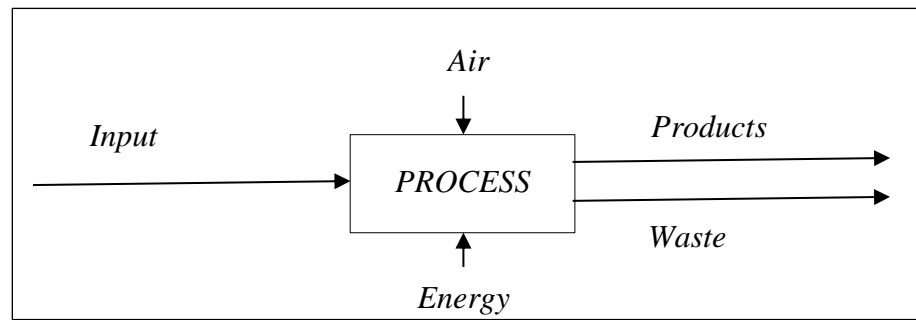 Air
Input
Products
PROCESS
Waste
Energy